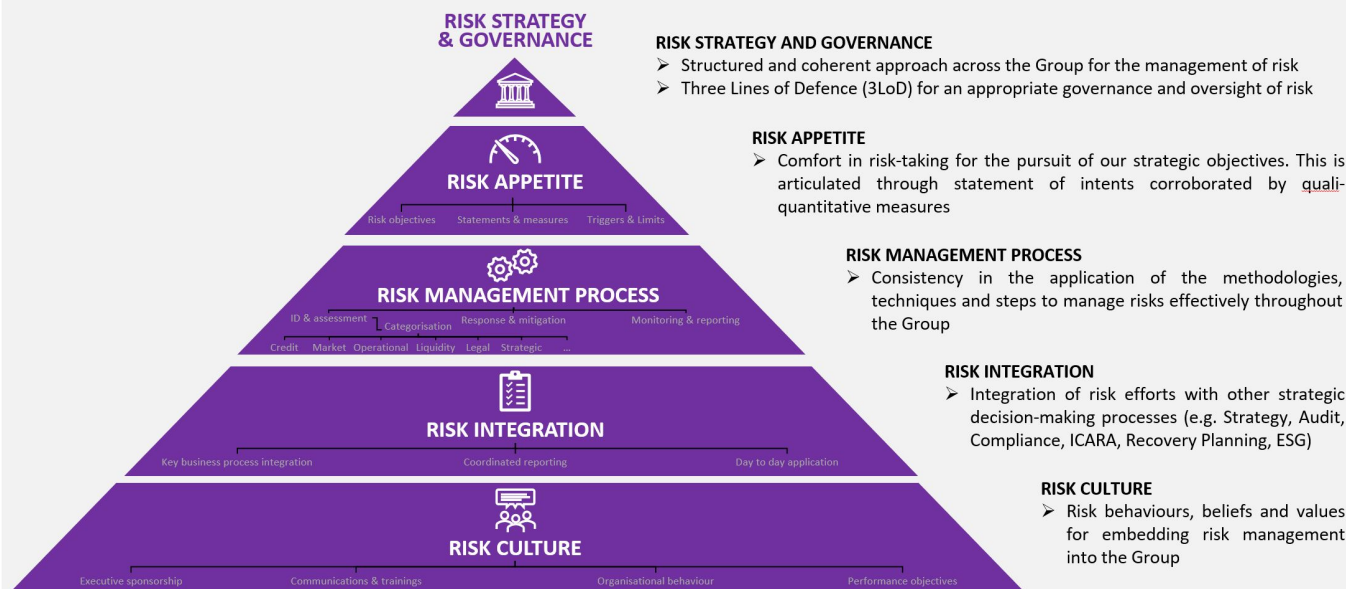 RISK STRATEGY
& GOVERNANCE
RISK APPETITE
Risk objectives
Statements & measures
Triggers & Limits
RISK MANAGEMENT PROCESS
ID & assessment
Categorisation
Response & mitigation
Monitoring & reporting
Credit
Market
Operational
Liquidity
Legal
Strategic
...
RISK INTEGRATION
Key business process integration
Coordinated reporting
Day to day application
RISK CULTURE
Executive sponsorship
Communications & trainings
Organisational behaviour
Performance objectives
RISK STRATEGY AND GOVERNANCE
➢ Structured and coherent approach across the Group for the management of risk
➢ Three Lines of Defence (3LoD) for an appropriate governance and oversight of risk
RISK APPETITE
➢ Comfort in risk-taking for the pursuit of our strategic objectives. This is
articulated through statement of intents corroborated by quali-
quantitative measures
RISK MANAGEMENT PROCESS
➢ Consistency in the application of the methodologies,
techniques and steps to manage risks effectively throughout
the Group
RISK INTEGRATION
➢ Integration of risk efforts with other strategic
decision-making processes (e.g. Strategy, Audit,
Compliance, ICARA, Recovery Planning, ESG)
RISK CULTURE
➢ Risk behaviours, beliefs and values
for embedding risk management
into the Group